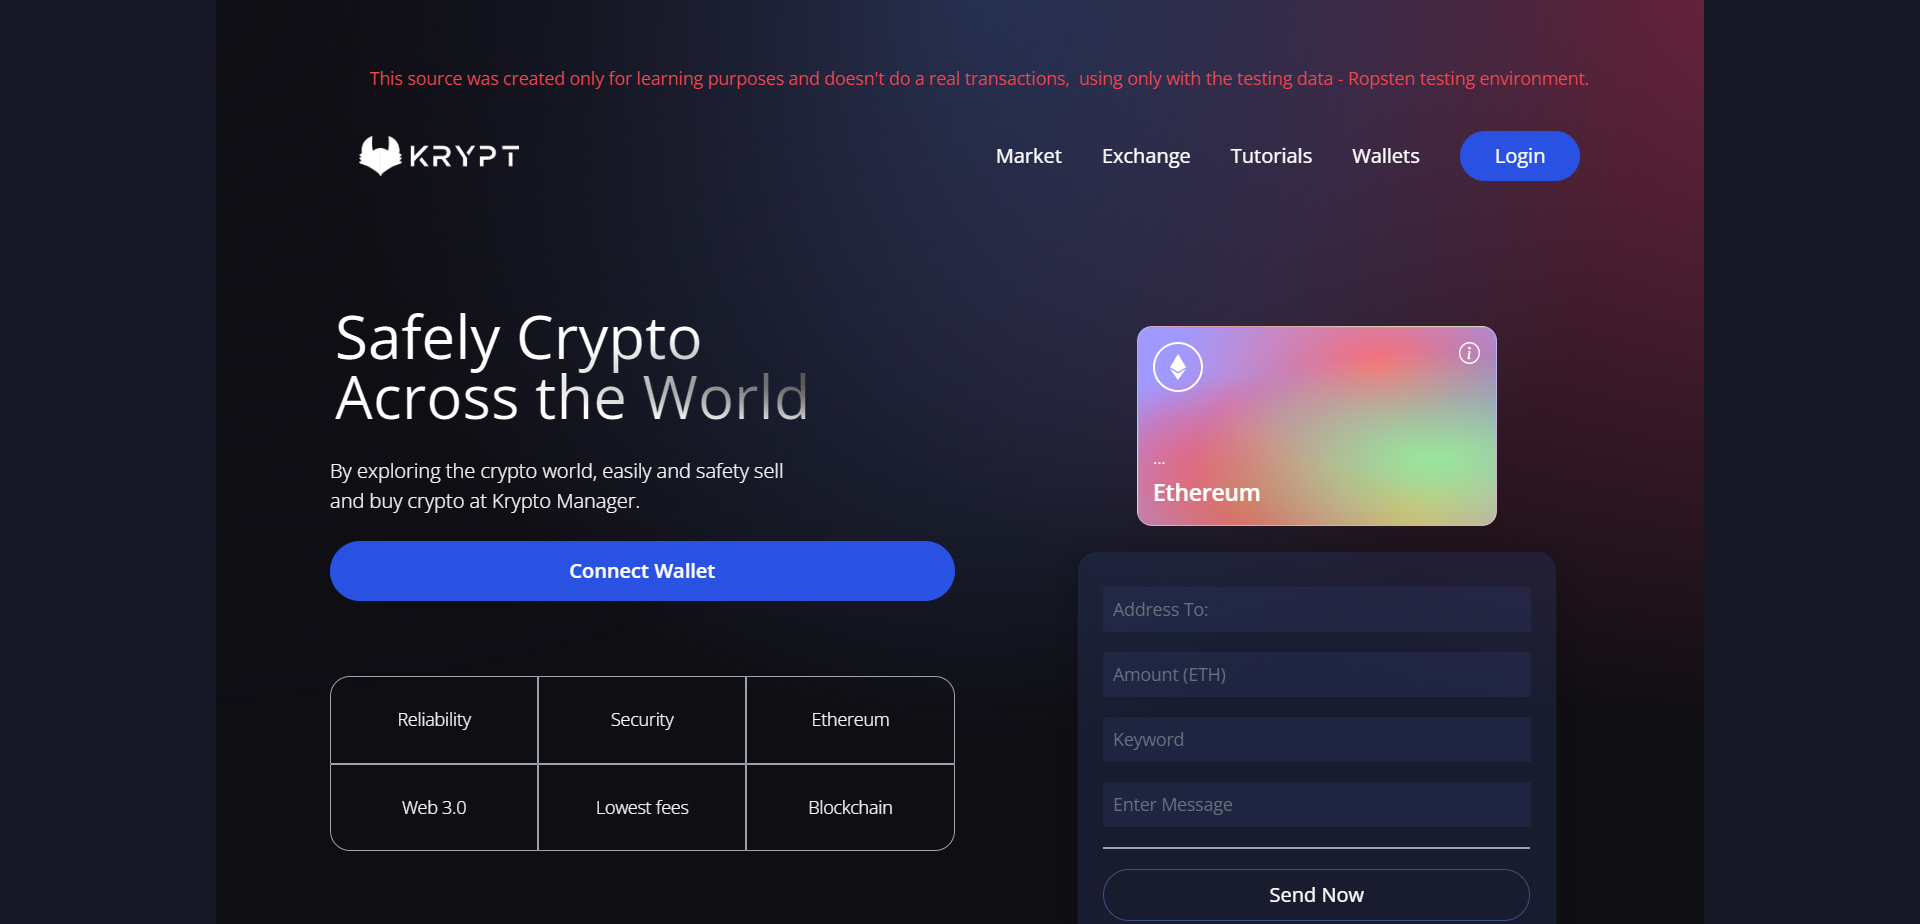 This source was created only for learning purposes and doesn't do a real transactions, using only with the testing data - Ropsten testing environment.
KRYPT
Market
Exchange
Tutorials
Wallets
Login
Safely Crypto
Across the World
By exploring the crypto world, easily and safety sell
and buy crypto at Krypto Manager.
Connect Wallet
Reliability
Security
Ethereum
Web 3.0
Lowest fees
Blockchain
i
...
Ethereum
Address To:
Amount (ETH)
Keyword
Enter Message
Send Now